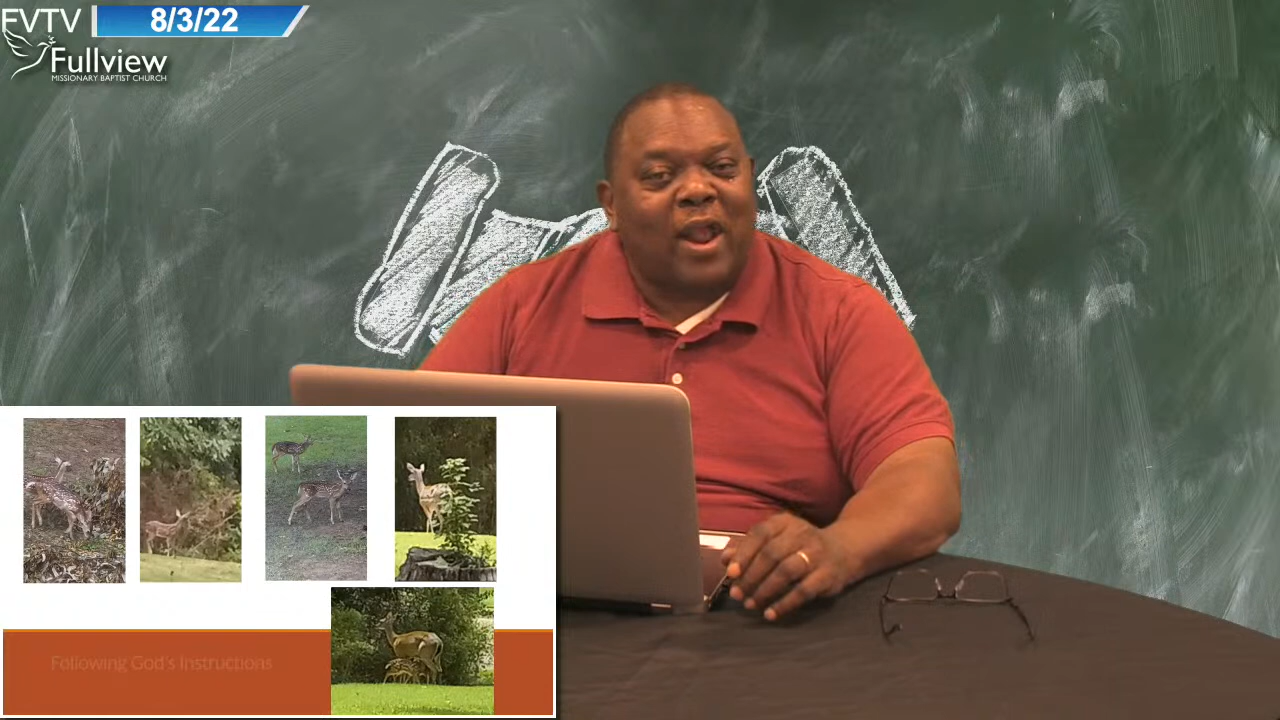 FVTV
8/3/22
Fullview
MISSIONARY BAPTIST CHURCH
Following God's Instructions